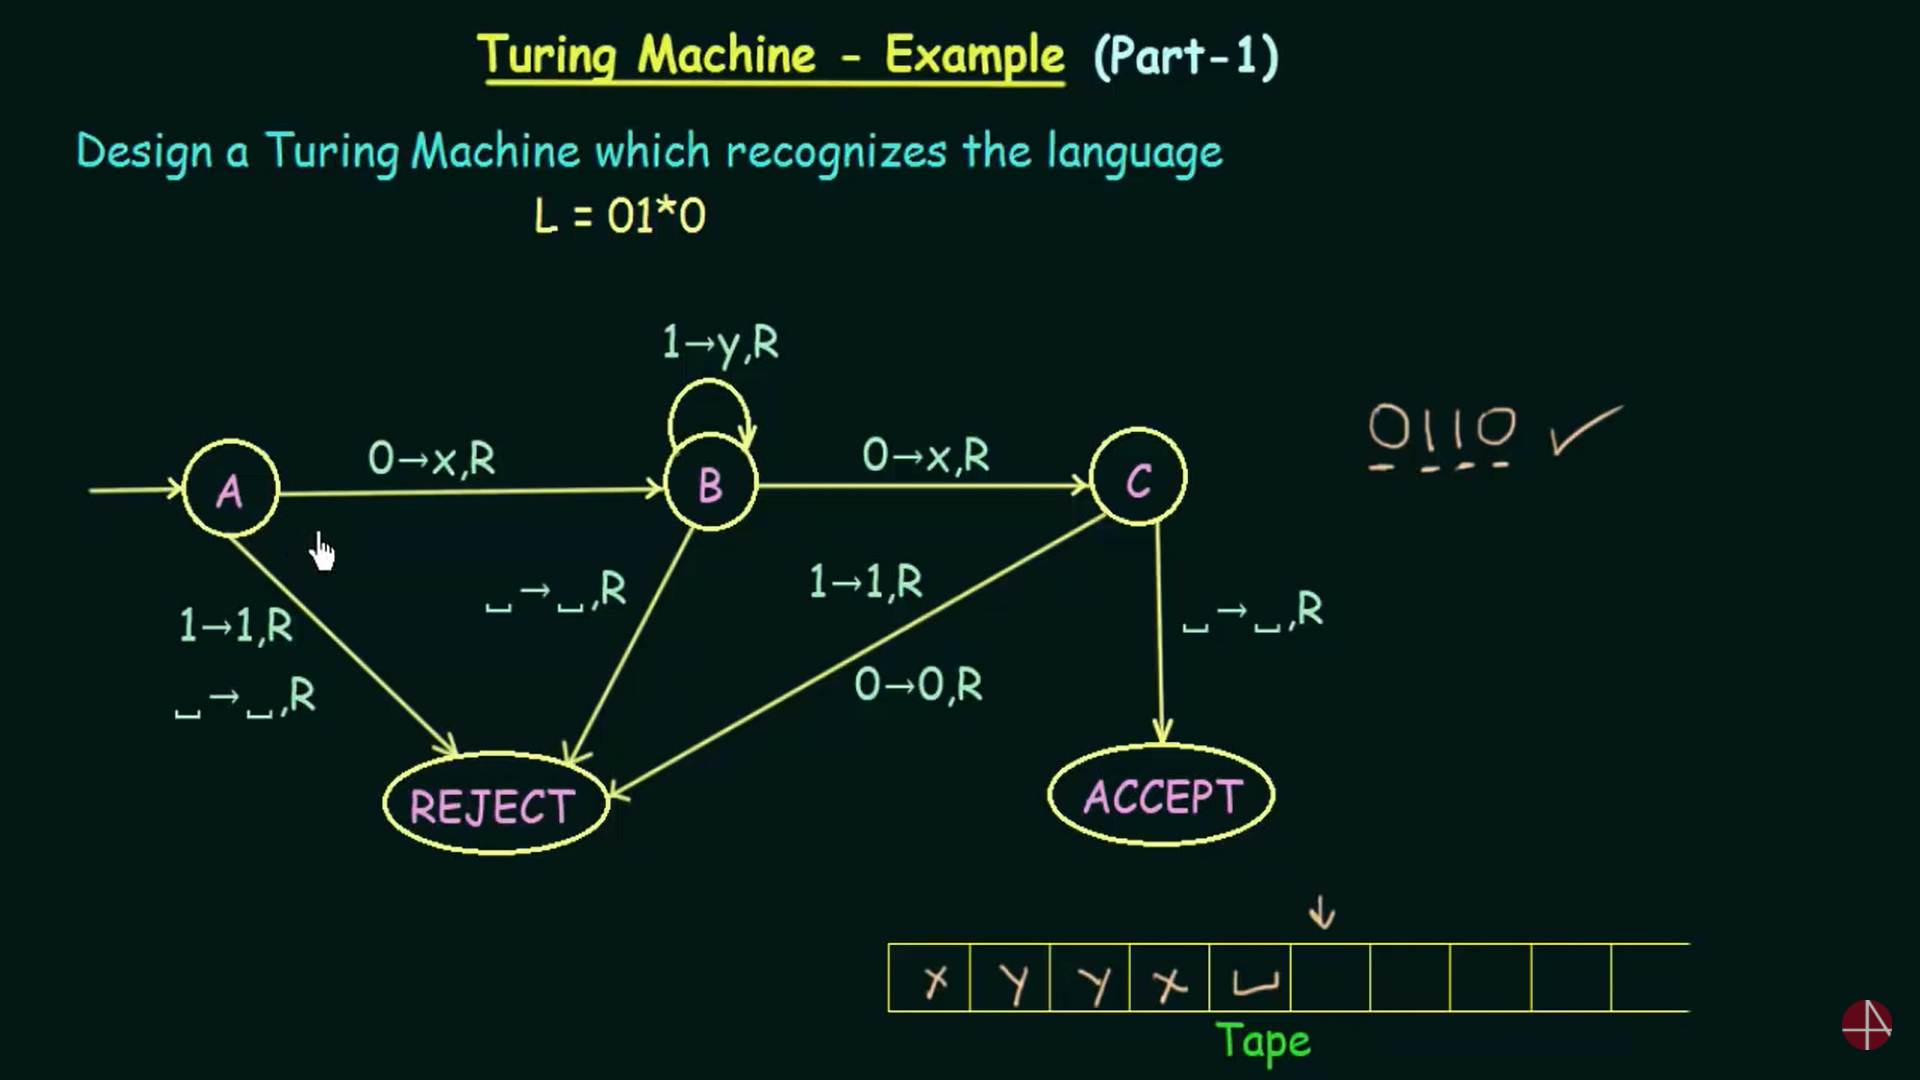 Turing Machine - Example (Part-1)
Design a Turing Machine which recognizes the language
L = 01*0
1→y,R
0→x,R
0→x,R
A
B
C
0110 ✓
1→1,R
␣→␣,R
␣→␣,R
1→1,R
0→0,R
␣→␣,R
REJECT
ACCEPT
x y y x ␣
Tape